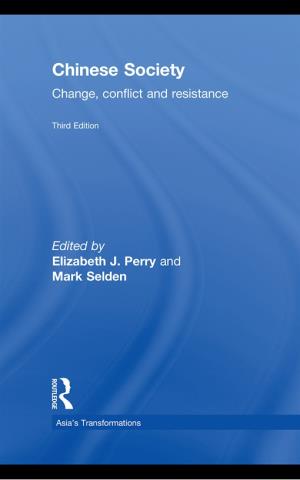 Chinese Society
Change, conflict and resistance
Third Edition
Edited by
Elizabeth J. Perry and
Mark Selden
ROUTLEDGE
Asia's Transformations